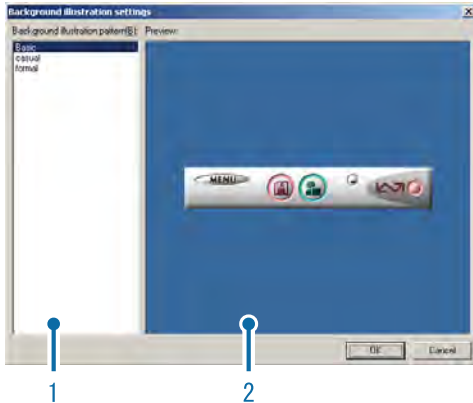 Background illustration settings
Background illustration pattern(B): Preview:
Basic
casual
formal
MENU
OK Cancel
1 2